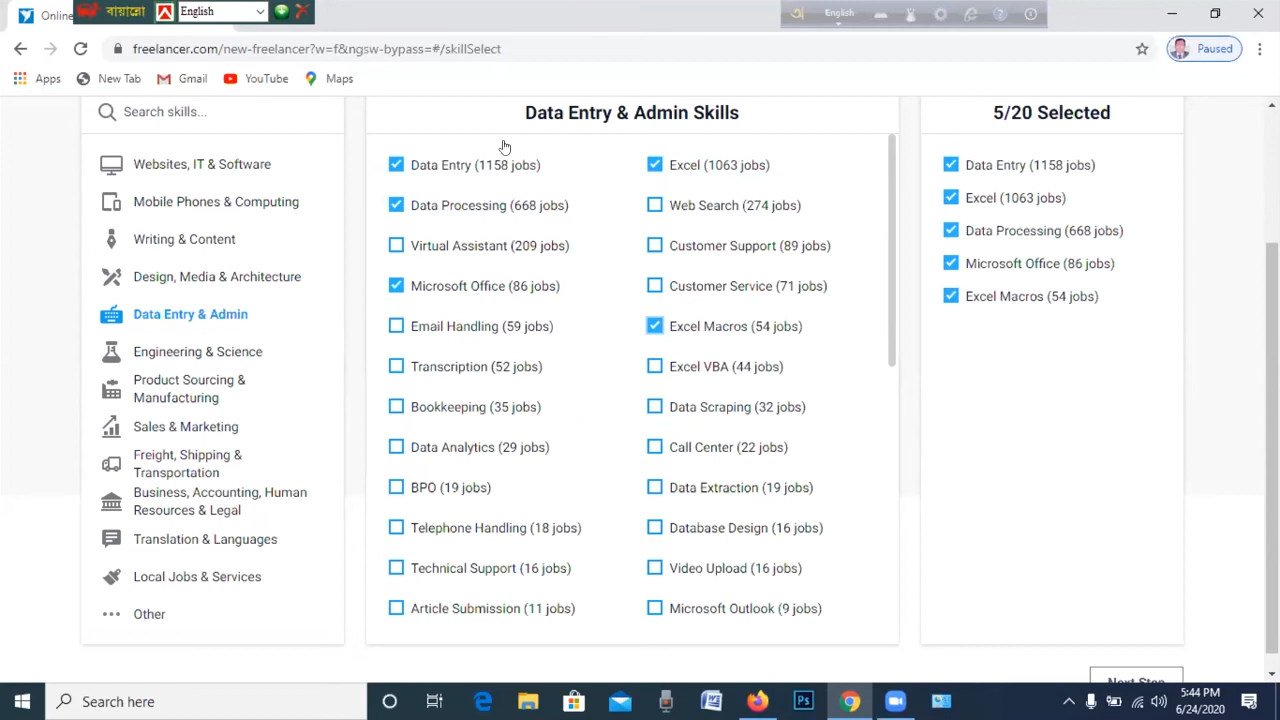 Online
বায়ান্নো
English
English
freelancer.com/new-freelancer?w=f&ngsw-bypass=#/skillSelect
Paused
Apps
New Tab
Gmail
YouTube
Maps
Search skills...
Websites, IT & Software
Mobile Phones & Computing
Writing & Content
Design, Media & Architecture
Data Entry & Admin
Engineering & Science
Product Sourcing &
Manufacturing
Sales & Marketing
Freight, Shipping &
Transportation
Business, Accounting, Human
Resources & Legal
Translation & Languages
Local Jobs & Services
Other
Data Entry & Admin Skills
Data Entry (1158 jobs)
Excel (1063 jobs)
Data Processing (668 jobs)
Web Search (274 jobs)
Virtual Assistant (209 jobs)
Customer Support (89 jobs)
Microsoft Office (86 jobs)
Customer Service (71 jobs)
Email Handling (59 jobs)
Excel Macros (54 jobs)
Transcription (52 jobs)
Excel VBA (44 jobs)
Bookkeeping (35 jobs)
Data Scraping (32 jobs)
Data Analytics (29 jobs)
Call Center (22 jobs)
BPO (19 jobs)
Data Extraction (19 jobs)
Telephone Handling (18 jobs)
Database Design (16 jobs)
Technical Support (16 jobs)
Video Upload (16 jobs)
Article Submission (11 jobs)
Microsoft Outlook (9 jobs)
5/20 Selected
Data Entry (1158 jobs)
Excel (1063 jobs)
Data Processing (668 jobs)
Microsoft Office (86 jobs)
Excel Macros (54 jobs)
Next Step
Search here
5:44 PM
6/24/2020